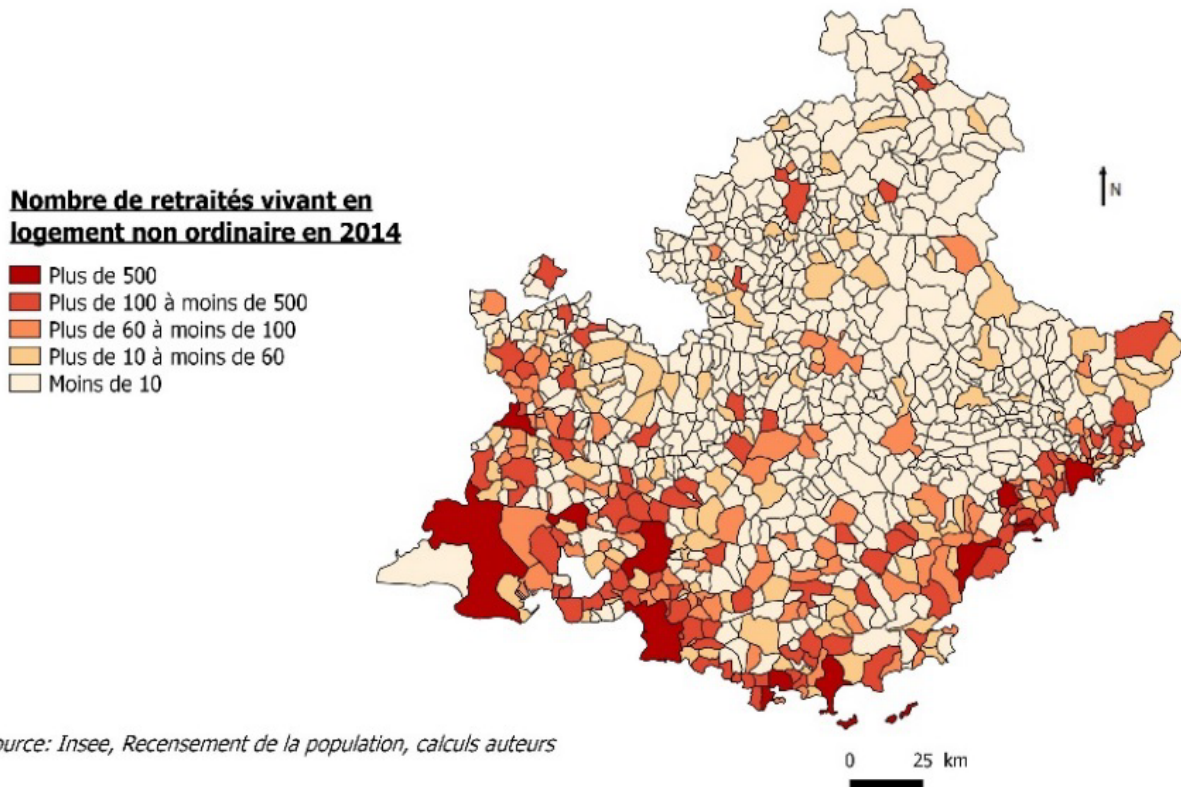 Nombre de retraités vivant en
logement non ordinaire en 2014
Plus de 500
Plus de 100 à moins de 500
Plus de 60 à moins de 100
Plus de 10 à moins de 60
Moins de 10
N
ource: Insee, Recensement de la population, calculs auteurs
0 25 km